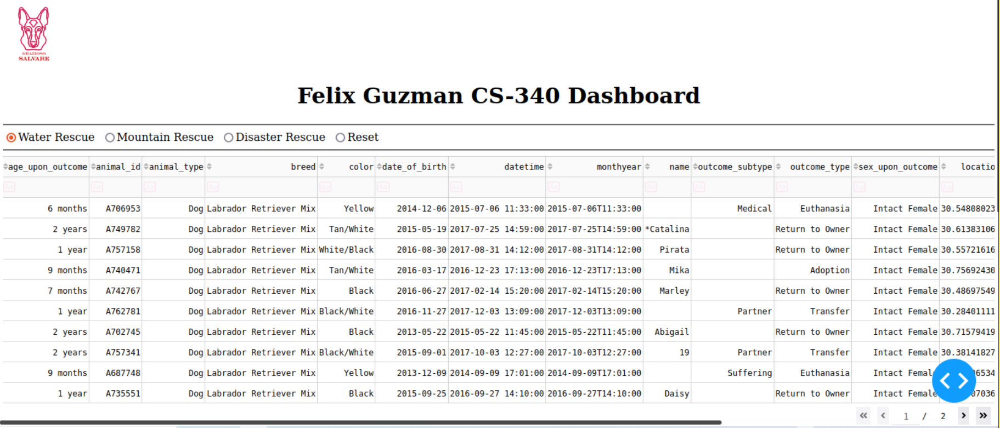 GRAZIOSO
SALVARE
Felix Guzman CS-340 Dashboard
Water Rescue Mountain Rescue Disaster Rescue Reset
age_upon_outcome animal_id animal_type breed color date_of_birth datetime monthyear name outcome_subtype outcome_type sex_upon_outcome locatio
Aa Aa Aa Aa Aa Aa Aa Aa Aa Aa Aa Aa Aa
6 months A706953 Dog Labrador Retriever Mix Yellow 2014-12-06 2015-07-06 11:33:00 2015-07-06T11:33:00 Medical Euthanasia Intact Female 30.54808023
2 years A749782 Dog Labrador Retriever Mix Tan/White 2015-05-19 2017-07-25 14:59:00 2017-07-25T14:59:00 *Catalina Return to Owner Intact Female 30.61383106
1 year A757158 Dog Labrador Retriever Mix White/Black 2016-08-30 2017-08-31 14:12:00 2017-08-31T14:12:00 Pirata Return to Owner Intact Female 30.55721616
9 months A740471 Dog Labrador Retriever Mix Tan/White 2016-03-17 2016-12-23 17:13:00 2016-12-23T17:13:00 Mika Adoption Intact Female 30.75692430
7 months A742767 Dog Labrador Retriever Mix Black 2016-06-27 2017-02-14 15:20:00 2017-02-14T15:20:00 Marley Return to Owner Intact Female 30.48697549
1 year A762781 Dog Labrador Retriever Mix Black/White 2016-11-27 2017-12-03 13:09:00 2017-12-03T13:09:00 Partner Transfer Intact Female 30.28401111
2 years A702745 Dog Labrador Retriever Mix Black 2013-05-22 2015-05-22 11:45:00 2015-05-22T11:45:00 Abigail Return to Owner Intact Female 30.71579419
2 years A757341 Dog Labrador Retriever Mix Black/White 2015-09-01 2017-10-03 12:27:00 2017-10-03T12:27:00 19 Partner Transfer Intact Female 30.38141827
9 months A687748 Dog Labrador Retriever Mix Yellow 2013-12-09 2014-09-09 17:01:00 2014-09-09T17:01:00 Suffering Euthanasia Intact Femal 6534
1 year A735551 Dog Labrador Retriever Mix Black 2015-09-25 2016-09-27 14:10:00 2016-09-27T14:10:00 Daisy Return to Owner Intact Female 07036
1 / 2